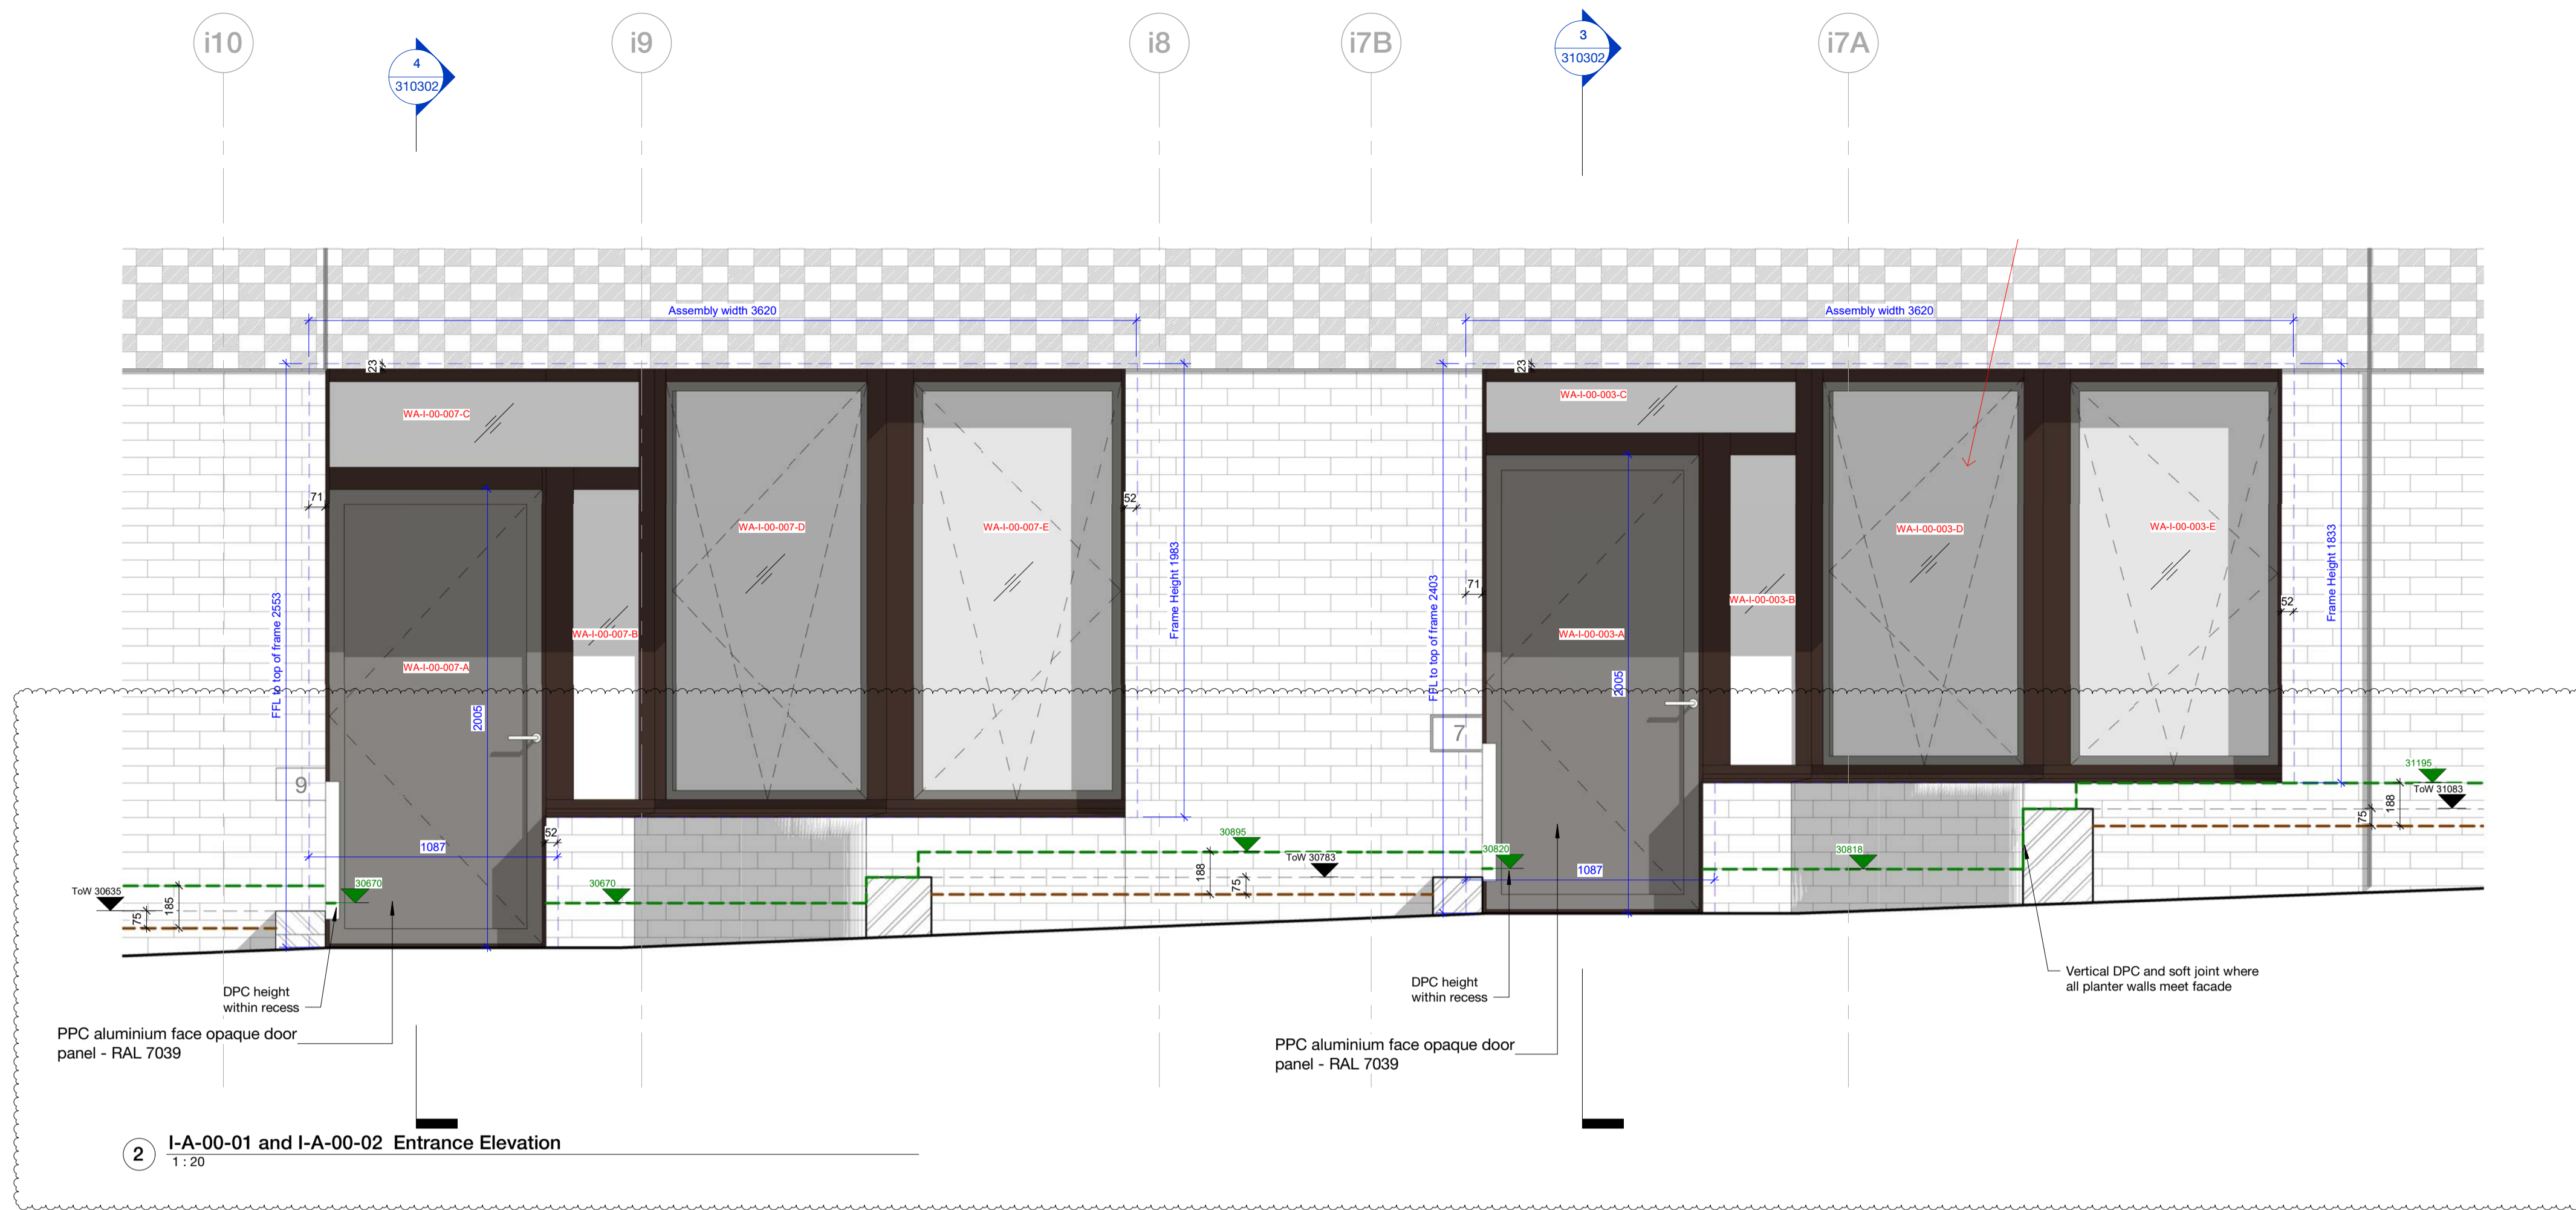 i10
i9
i8
i7B
i7A
4
310302
3
310302
Assembly width 3620
Assembly width 3620
23
23
WA-I-00-007-C
WA-I-00-003-C
71
52
WA-I-00-007-D
WA-I-00-007-E
WA-I-00-003-D
WA-I-00-003-E
FFL to top of frame 2553
Frame Height 1983
FFL to top of frame 2403
Frame Height 1833
71
52
WA-I-00-007-B
WA-I-00-007-A
WA-I-00-003-B
WA-I-00-003-A
2005
2005
9
7
52
1087
1087
ToW 30635
75
185
30670
30670
30895
188
75
ToW 30783
30820
30818
31195
ToW 31083
75
188
DPC height
within recess
PPC aluminium face opaque door
panel - RAL 7039
DPC height
within recess
PPC aluminium face opaque door
panel - RAL 7039
Vertical DPC and soft joint where
all planter walls meet facade
2
I-A-00-01 and I-A-00-02 Entrance Elevation
1 : 20